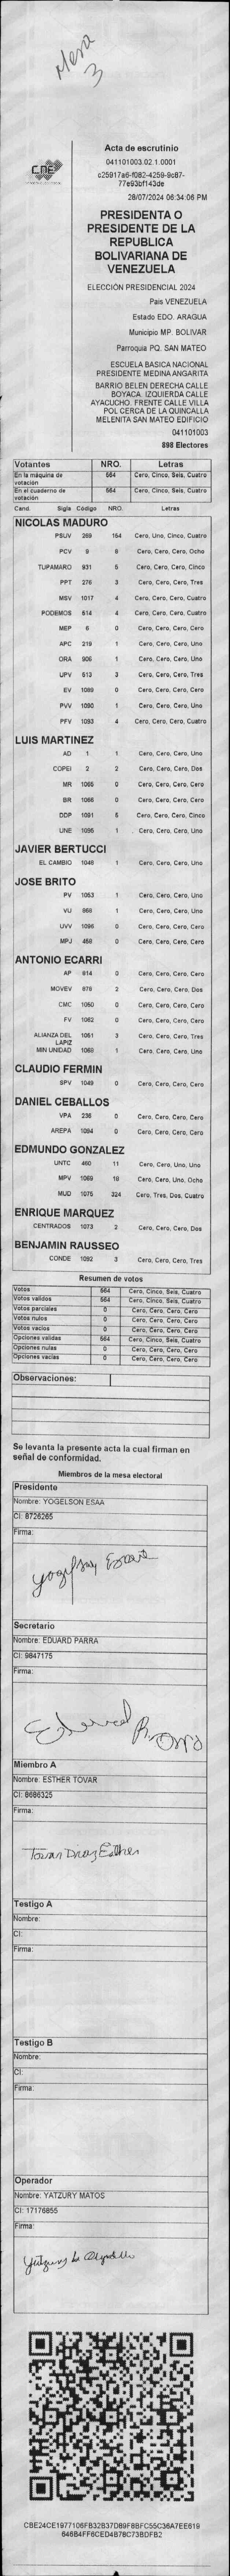 Mesa
3
CNE
Acta de escrutinio
041101003.02.1.0001
c25917a6-f082-4259-9c87-
77e93bf143de
28/07/2024 06:34:06 PM
PRESIDENTA O
PRESIDENTE DE LA
REPUBLICA
BOLIVARIANA DE
VENEZUELA
ELECCIÓN PRESIDENCIAL 2024
Pais VENEZUELA
Estado EDO. ARAGUA
Municipio MP. BOLIVAR
Parroquia PQ. SAN MATEO
ESCUELA BASICA NACIONAL
PRESIDENTE MEDINA ANGARITA
BARRIO BELEN DERECHA CALLE
BOYACA. IZQUIERDA CALLE
AYACUCHO. FRENTE CALLE VILLA
POL CERCA DE LA QUINCALLA
MELENITA SAN MATEO EDIFICIO
041101003
898 Electores
Votantes NRO. Letras
En la máquina de votación 564 Cero, Cinco, Seis, Cuatro
En el cuaderno de votación 564 Cero, Cinco, Seis, Cuatro
Cand. Sigla Código NRO. Letras
NICOLAS MADURO
PSUV 269 154 Cero, Uno, Cinco, Cuatro
PCV 9 8 Cero, Cero, Cero, Ocho
TUPAMARO 931 5 Cero, Cero, Cero, Cinco
PPT 276 3 Cero, Cero, Cero, Tres
MSV 1017 4 Cero, Cero, Cero, Cuatro
PODEMOS 614 4 Cero, Cero, Cero, Cuatro
MEP 6 0 Cero, Cero, Cero, Cero
APC 219 1 Cero, Cero, Cero, Uno
ORA 906 1 Cero, Cero, Cero, Uno
UPV 613 3 Cero, Cero, Cero, Tres
EV 1089 0 Cero, Cero, Cero, Cero
PVV 1090 1 Cero, Cero, Cero, Uno
PFV 1093 4 Cero, Cero, Cero, Cuatro
LUIS MARTINEZ
AD 1 1 Cero, Cero, Cero, Uno
COPEI 2 2 Cero, Cero, Cero, Dos
MR 1065 0 Cero, Cero, Cero, Cero
BR 1066 0 Cero, Cero, Cero, Cero
DDP 1091 5 Cero, Cero, Cero, Cinco
UNE 1095 1 Cero, Cero, Cero, Uno
JAVIER BERTUCCI
EL CAMBIO 1048 1 Cero, Cero, Cero, Uno
JOSE BRITO
PV 1053 1 Cero, Cero, Cero, Uno
VU 868 1 Cero, Cero, Cero, Uno
UVV 1096 0 Cero, Cero, Cero, Cero
MPJ 458 0 Cero, Cero, Cero, Cero
ANTONIO ECARRI
AP 814 0 Cero, Cero, Cero, Cero
MOVEV 878 2 Cero, Cero, Cero, Dos
CMC 1050 0 Cero, Cero, Cero, Cero
FV 1062 0 Cero, Cero, Cero, Cero
ALIANZA DEL LAPIZ 1051 3 Cero, Cero, Cero, Tres
MIN UNIDAD 1068 1 Cero, Cero, Cero, Uno
CLAUDIO FERMIN
SPV 1049 0 Cero, Cero, Cero, Cero
DANIEL CEBALLOS
VPA 236 0 Cero, Cero, Cero, Cero
AREPA 1094 0 Cero, Cero, Cero, Cero
EDMUNDO GONZALEZ
UNTC 460 11 Cero, Cero, Uno, Uno
MPV 1069 18 Cero, Cero, Uno, Ocho
MUD 1075 324 Cero, Tres, Dos, Cuatro
ENRIQUE MARQUEZ
CENTRADOS 1073 2 Cero, Cero, Cero, Dos
BENJAMIN RAUSSEO
CONDE 1092 3 Cero, Cero, Cero, Tres
Resumen de votos
Votos 564 Cero, Cinco, Seis, Cuatro
Votos validos 564 Cero, Cinco, Seis, Cuatro
Votos parciales 0 Cero, Cero, Cero, Cero
Votos nulos 0 Cero, Cero, Cero, Cero
Votos vacios 0 Cero, Cero, Cero, Cero
Opciones validas 564 Cero, Cinco, Seis, Cuatro
Opciones nulas 0 Cero, Cero, Cero, Cero
Opciones vacias 0 Cero, Cero, Cero, Cero
Observaciones:
Se levanta la presente acta la cual firman en
señal de conformidad.
Miembros de la mesa electoral
Presidente
Nombre: YOGELSON ESAA
CI: 8726265
Firma:
Secretario
Nombre: EDUARD PARRA
CI: 9847175
Firma:
Miembro A
Nombre: ESTHER TOVAR
CI: 8686325
Firma:
Tovar Diaz Esther
Testigo A
Nombre:
CI:
Firma:
Testigo B
Nombre:
CI:
Firma:
Operador
Nombre: YATZURY MATOS
CI: 17176855
Firma:
CBE24CE1977106FB32B37D89F8BFC55C36A7EE619
646B4FF6CED4B78C73BDFB2